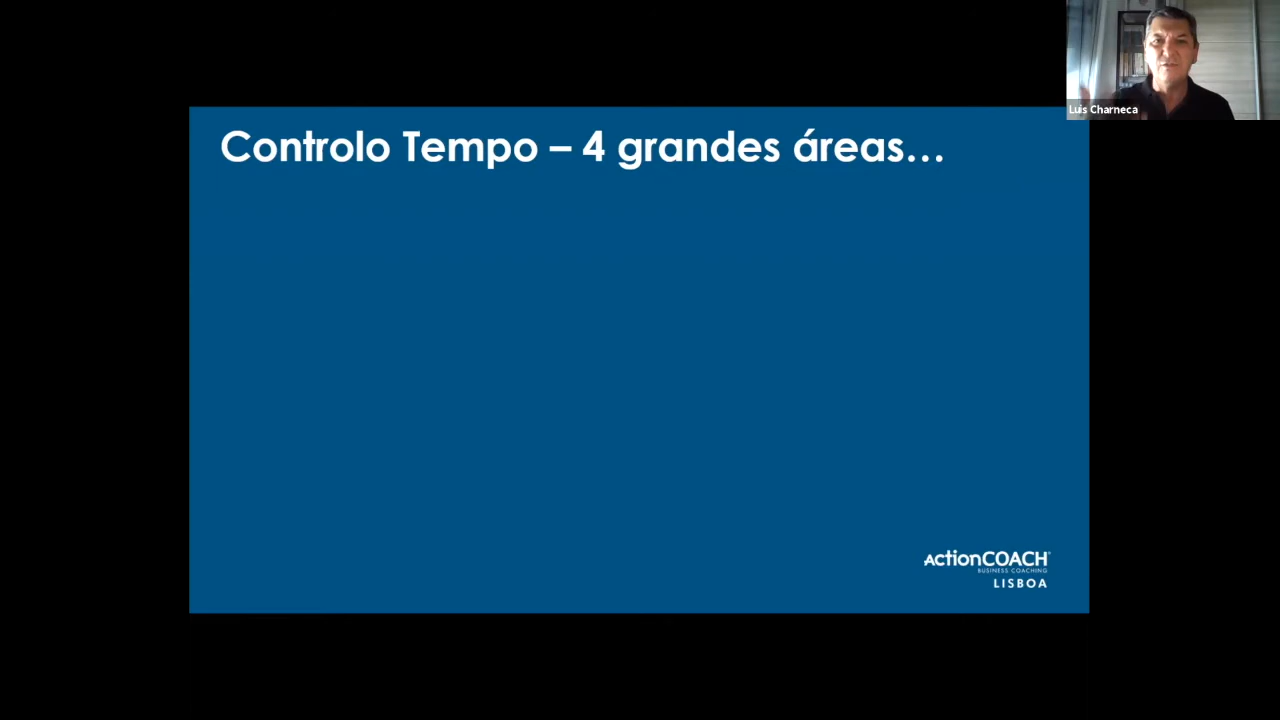 Luis Charneca
Controlo Tempo – 4 grandes áreas...
ActionCOACH
BUSINESS COACHING
LISBOA